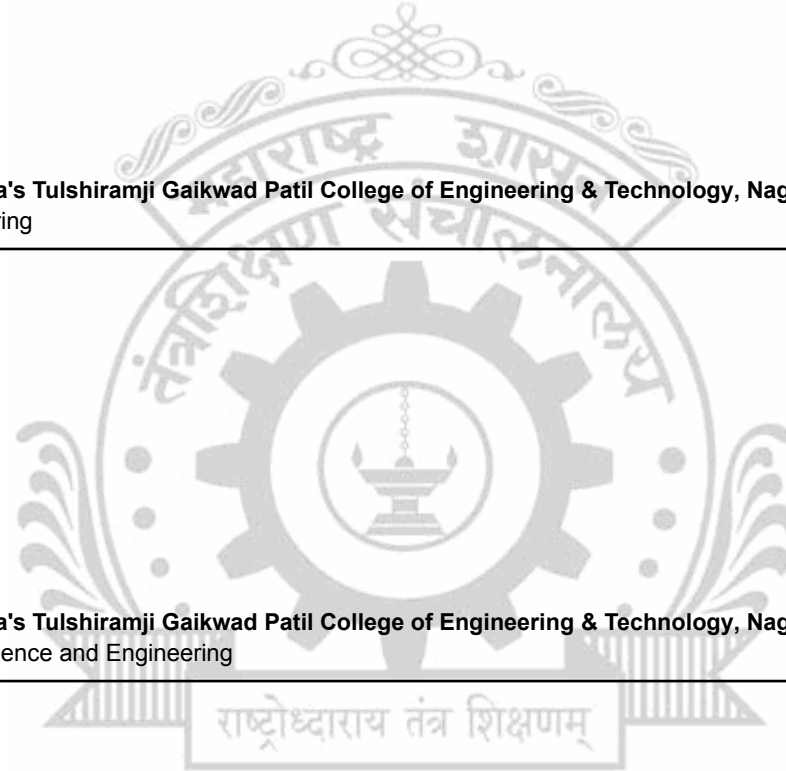 महाराष्ट्र शासन
a's Tulshiramji Gaikwad Patil College of Engineering & Technology, Nag
ring
तंत्रशिक्षण संचालनालय
a's Tulshiramji Gaikwad Patil College of Engineering & Technology, Nag
ience and Engineering
राष्ट्रोध्दाराय तंत्र शिक्षणम्